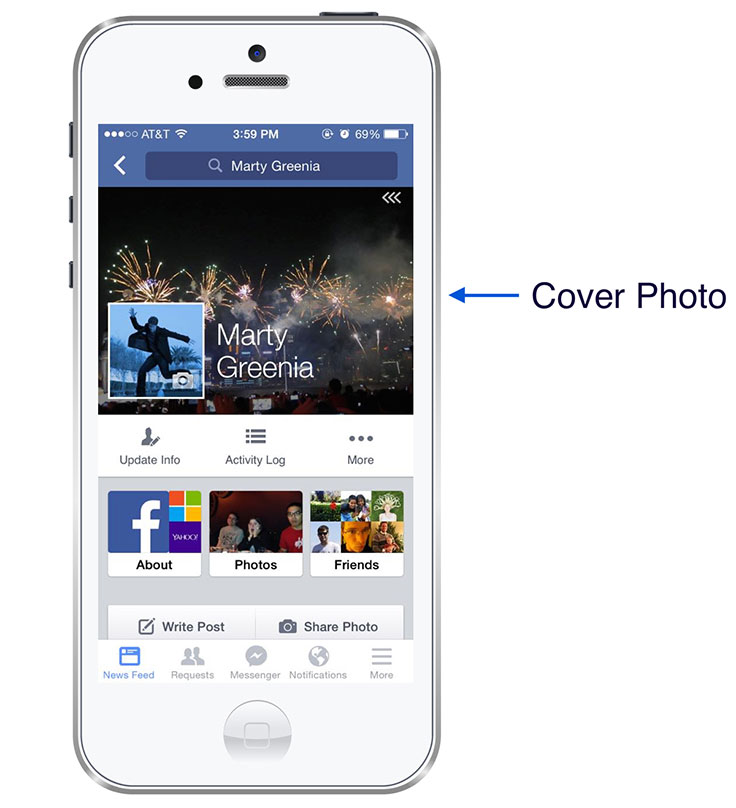 AT&T 3:59 PM 69%
Marty Greenia
Cover Photo
Marty
Greenia
Update Info Activity Log More
f
YAHOO!
About Photos Friends
Write Post Share Photo
News Feed Requests Messenger Notifications More